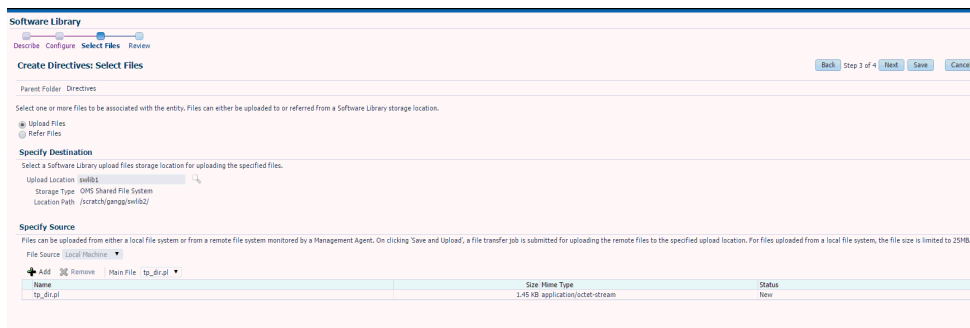 Software Library
Describe Configure Select Files Review
Create Directives: Select Files
Back Step 3 of 4 Next Save Cance
Parent Folder Directives
Select one or more files to be associated with the entity. Files can either be uploaded to or referred from a Software Library storage location.
Upload Files
Refer Files
Specify Destination
Select a Software Library upload files storage location for uploading the specified files.
Upload Location swlib1
Storage Type OMS Shared File System
Location Path /scratch/gangg/swlib2/
Specify Source
Files can be uploaded from either a local file system or from a remote file system monitored by a Management Agent. On clicking 'Save and Upload', a file transfer job is submitted for uploading the remote files to the specified upload location. For files uploaded from a local file system, the file size is limited to 25MB
File Source Local Machine
Add Remove Main File tp_dir.pl
Name Size Mime Type Status
tp_dir.pl 1.45 KB application/octet-stream New